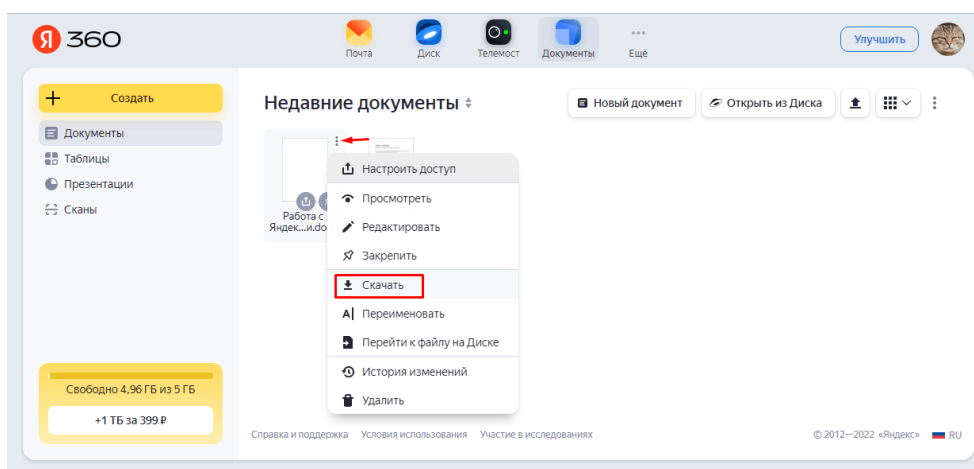 Я 360
Почта
Диск
Телемост
Документы
Ещё
Улучшить
Создать
Документы
Таблицы
Презентации
Сканы
Свободно 4,96 ГБ из 5 ГБ
+1 ТБ за 399 ₽
Недавние документы
Новый документ
Открыть из Диска
Работа с
Яндек...и.do
Настроить доступ
Просмотреть
Редактировать
Закрепить
Скачать
Переименовать
Перейти к файлу на Диске
История изменений
Удалить
Справка и поддержка Условия использования Участие в исследованиях
© 2012—2022 «Яндекс» RU